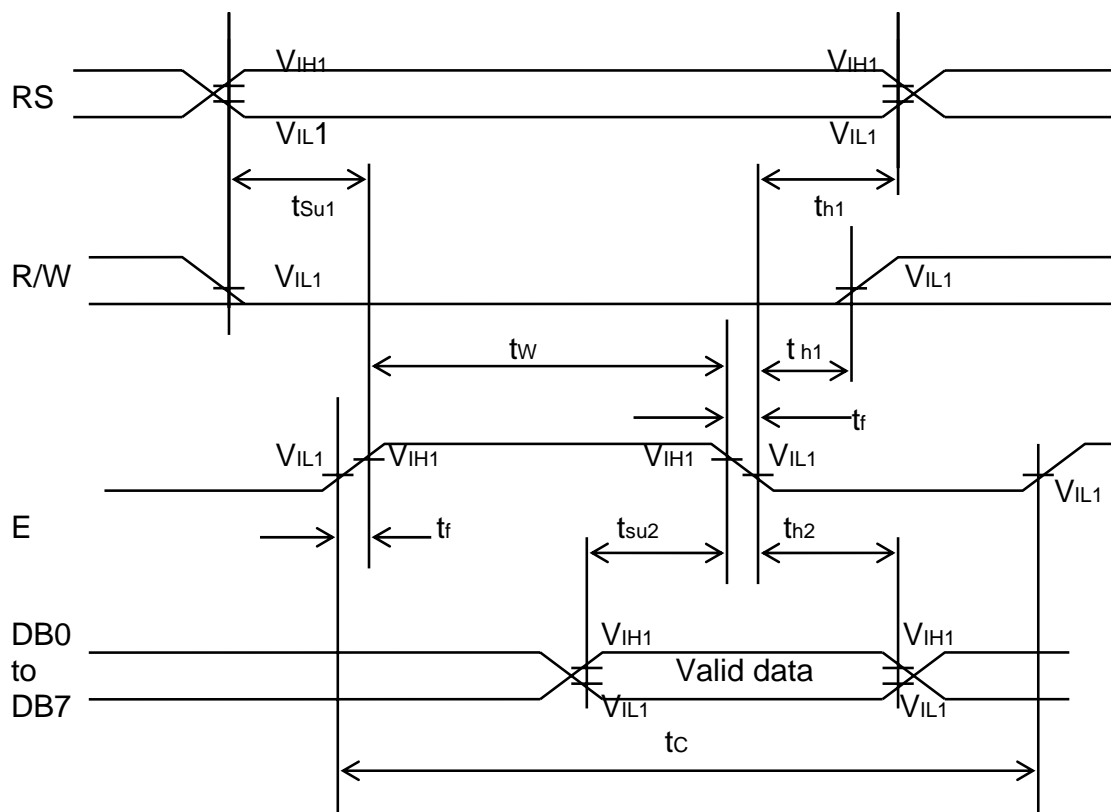 VIH1 VIH1
RS
VIL1 VIL1
tSu1 th1
R/W VIL1 VIL1
tW t h1
tf
VIL1 VIH1 VIH1 VIL1 VIL1
E tf tsu2 th2
DB0 VIH1 VIH1
to Valid data
DB7 VIL1 VIL1
tC